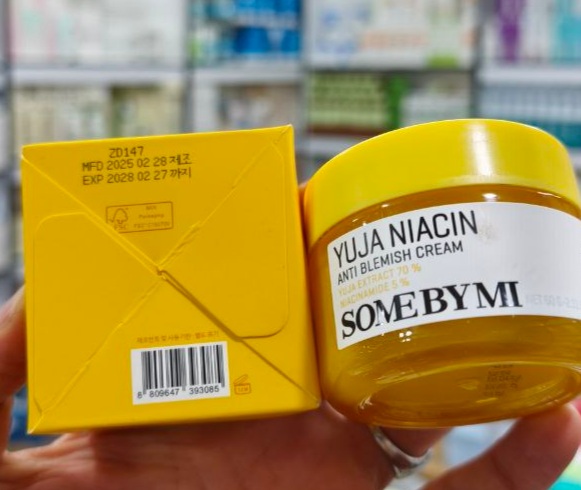 ZD147
MFD 2025 02 28 제조
EXP 2028 02 27 까지
8 809647 393085
YUJA NIACIN
ANTI BLEMISH CREAM
YUJA EXTRACT 70 %
NIACINAMIDE 5 %
SOME BY MI